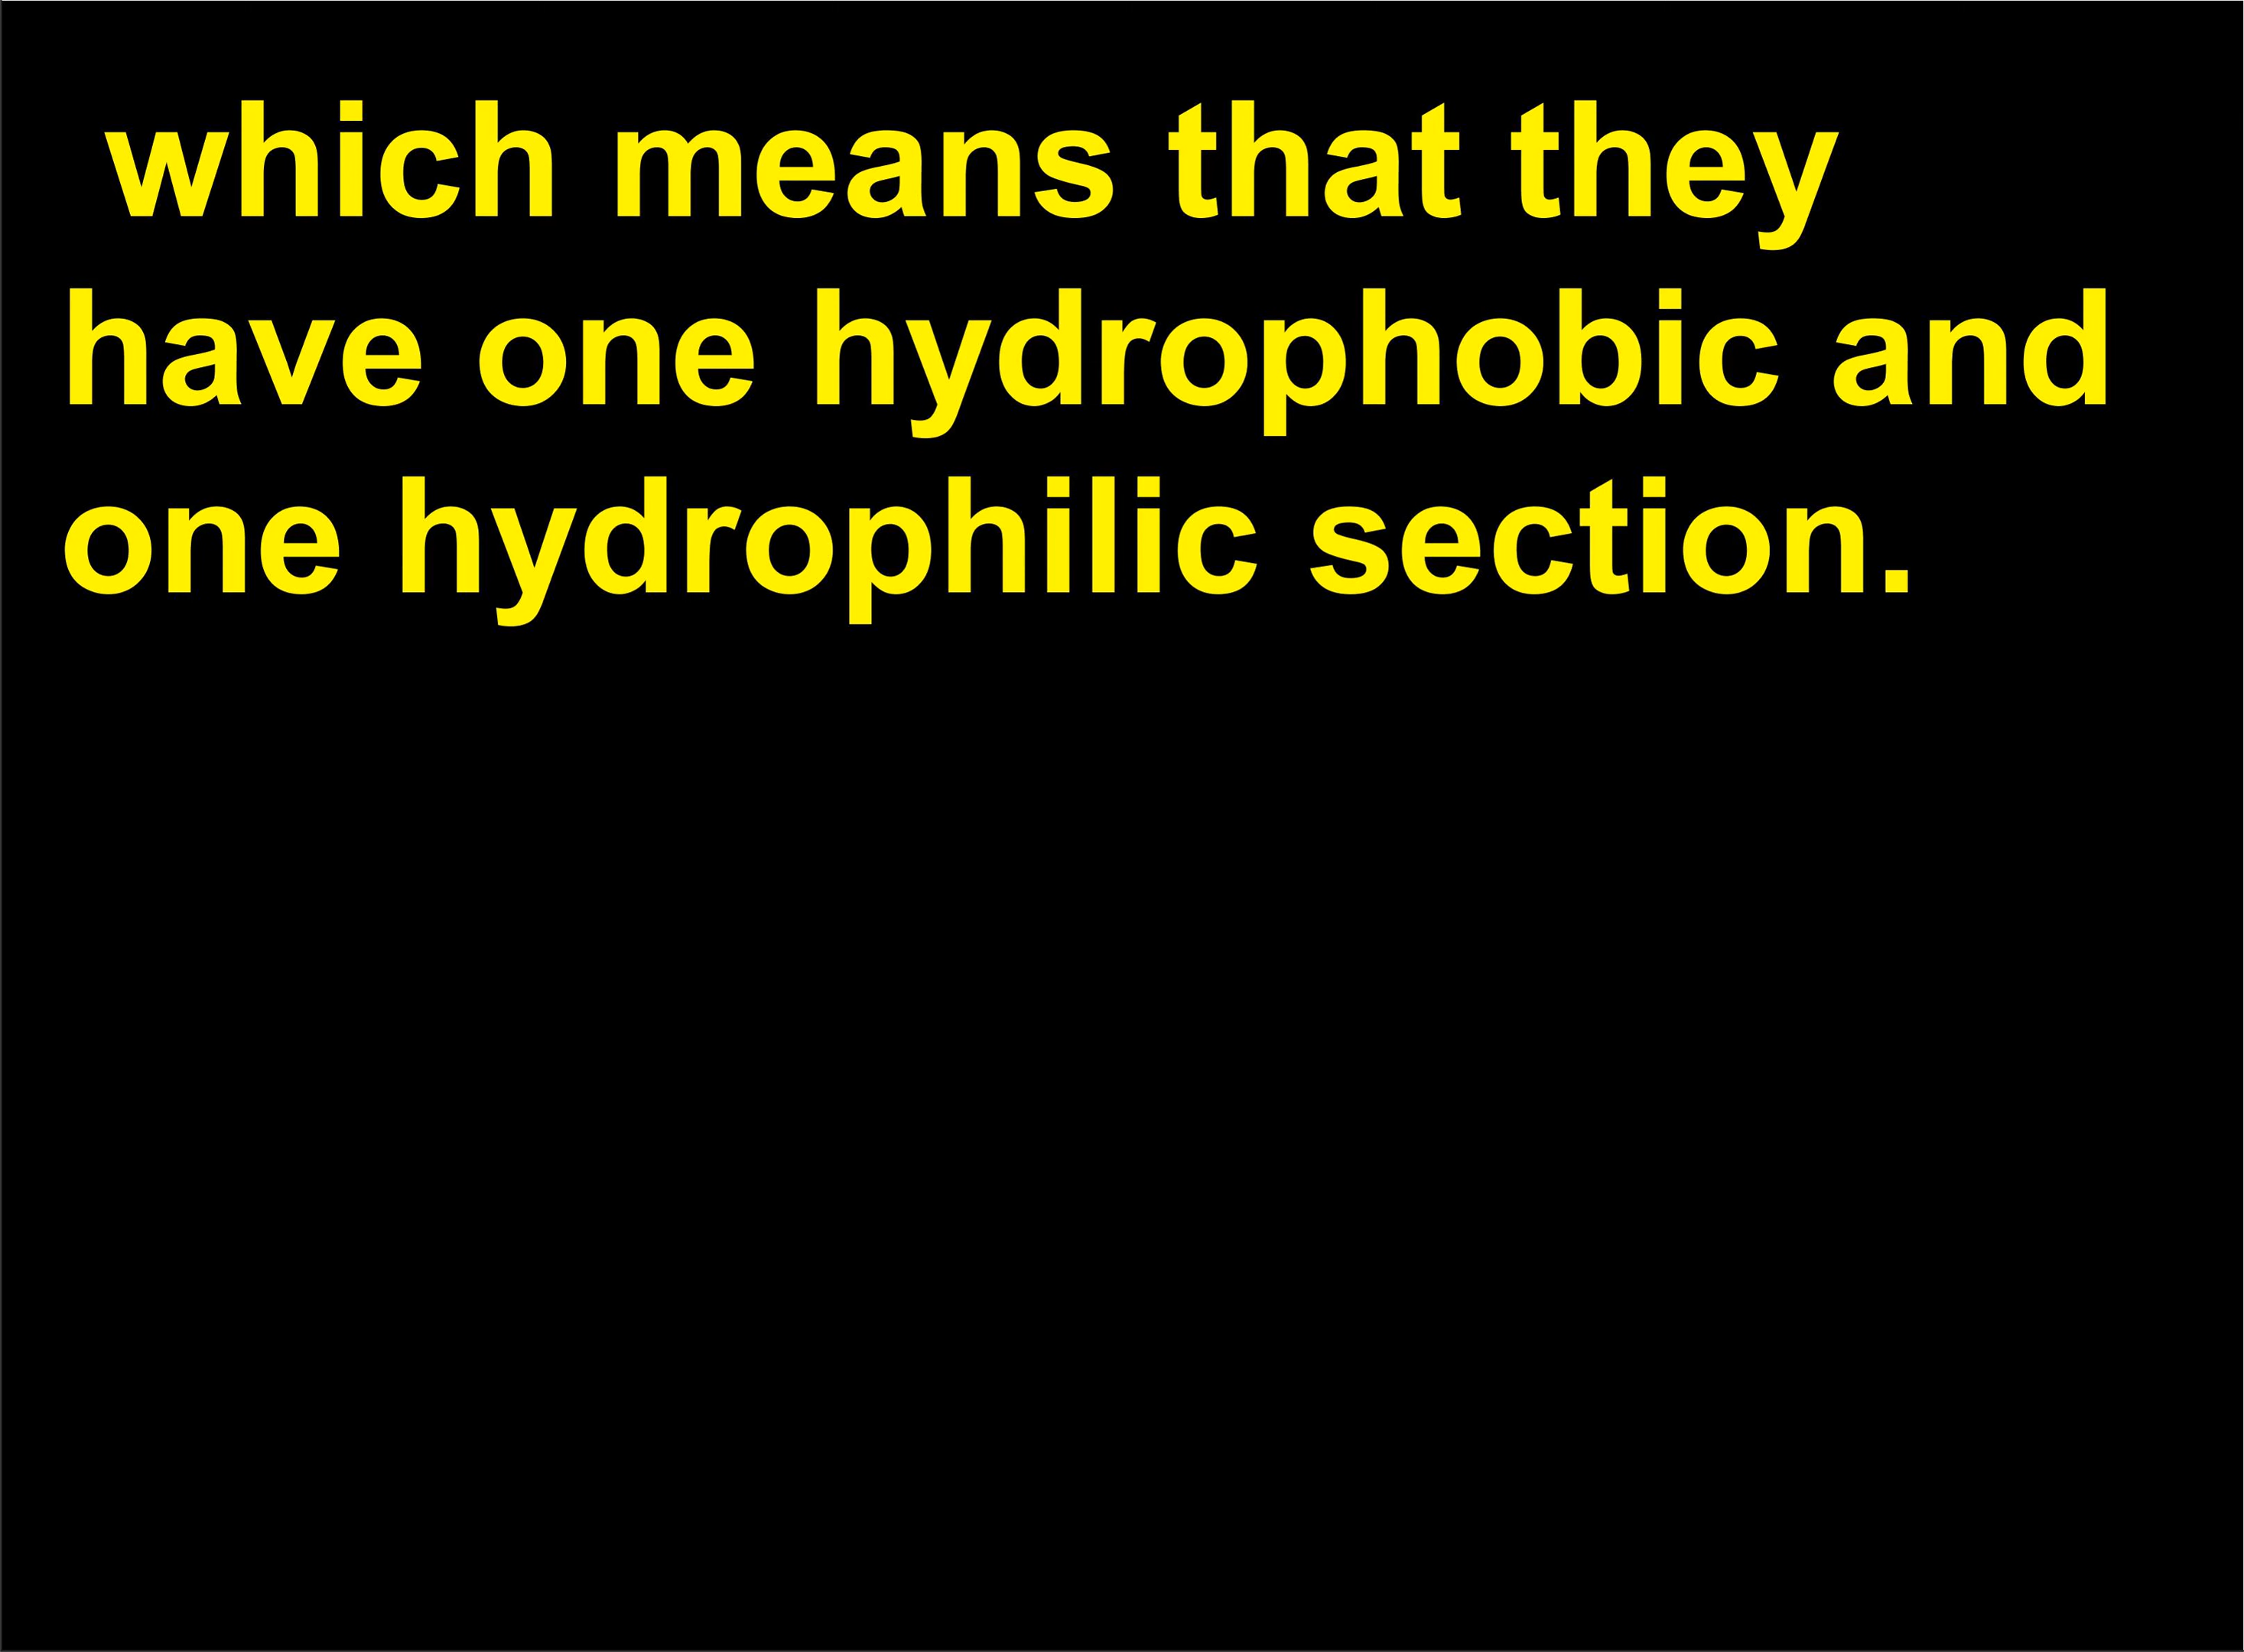 which means that they
have one hydrophobic and
one hydrophilic section.